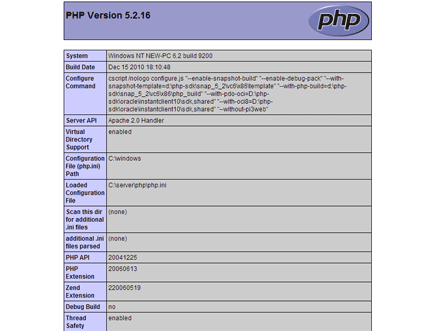 PHP Version 5.2.16
php
System Windows NT NEW-PC 6.2 build 9200
Build Date Dec 15 2010 18:10:48
Configure Command cscript /nologo configure.js "--enable-snapshot-build" "--enable-debug-pack" "--with-
snapshot-template=d:\php-sdk\snap_5_2\vc6\x86\template" "--with-php-build=d:\php-
sdk\snap_5_2\vc6\x86\php_build" "--with-pdo-oci=D:\php-
sdk\oracle\instantclient10\sdk,shared" "--with-oci8=D:\php-
sdk\oracle\instantclient10\sdk,shared" "--without-pi3web"
Server API Apache 2.0 Handler
Virtual Directory Support enabled
Configuration File (php.ini) Path C:\windows
Loaded Configuration File C:\server\php\php.ini
Scan this dir for additional .ini files (none)
additional .ini files parsed (none)
PHP API 20041225
PHP Extension 20060613
Zend Extension 220060519
Debug Build no
Thread Safety enabled